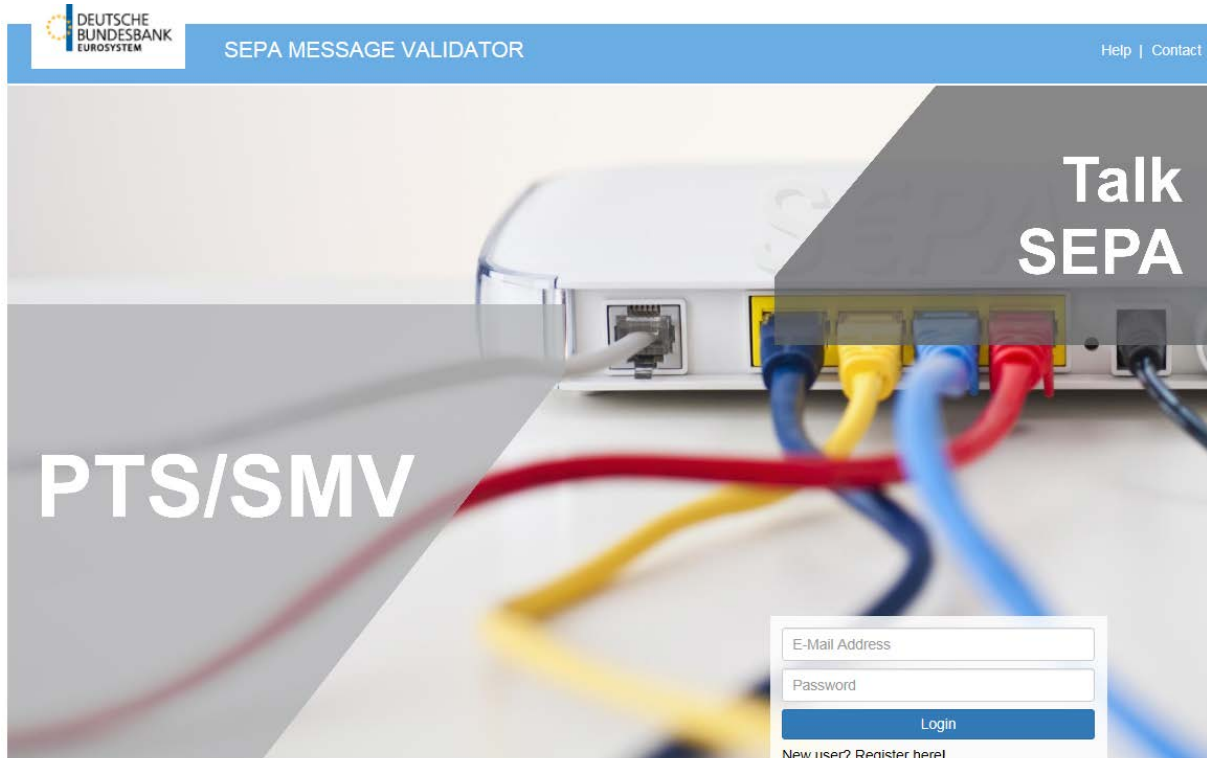 DEUTSCHE
BUNDESBANK
EUROSYSTEM
SEPA MESSAGE VALIDATOR
Help | Contact
Talk
SEPA
SEPA
PTS/SMV
E-Mail Address
Password
Login
New user? Register here!